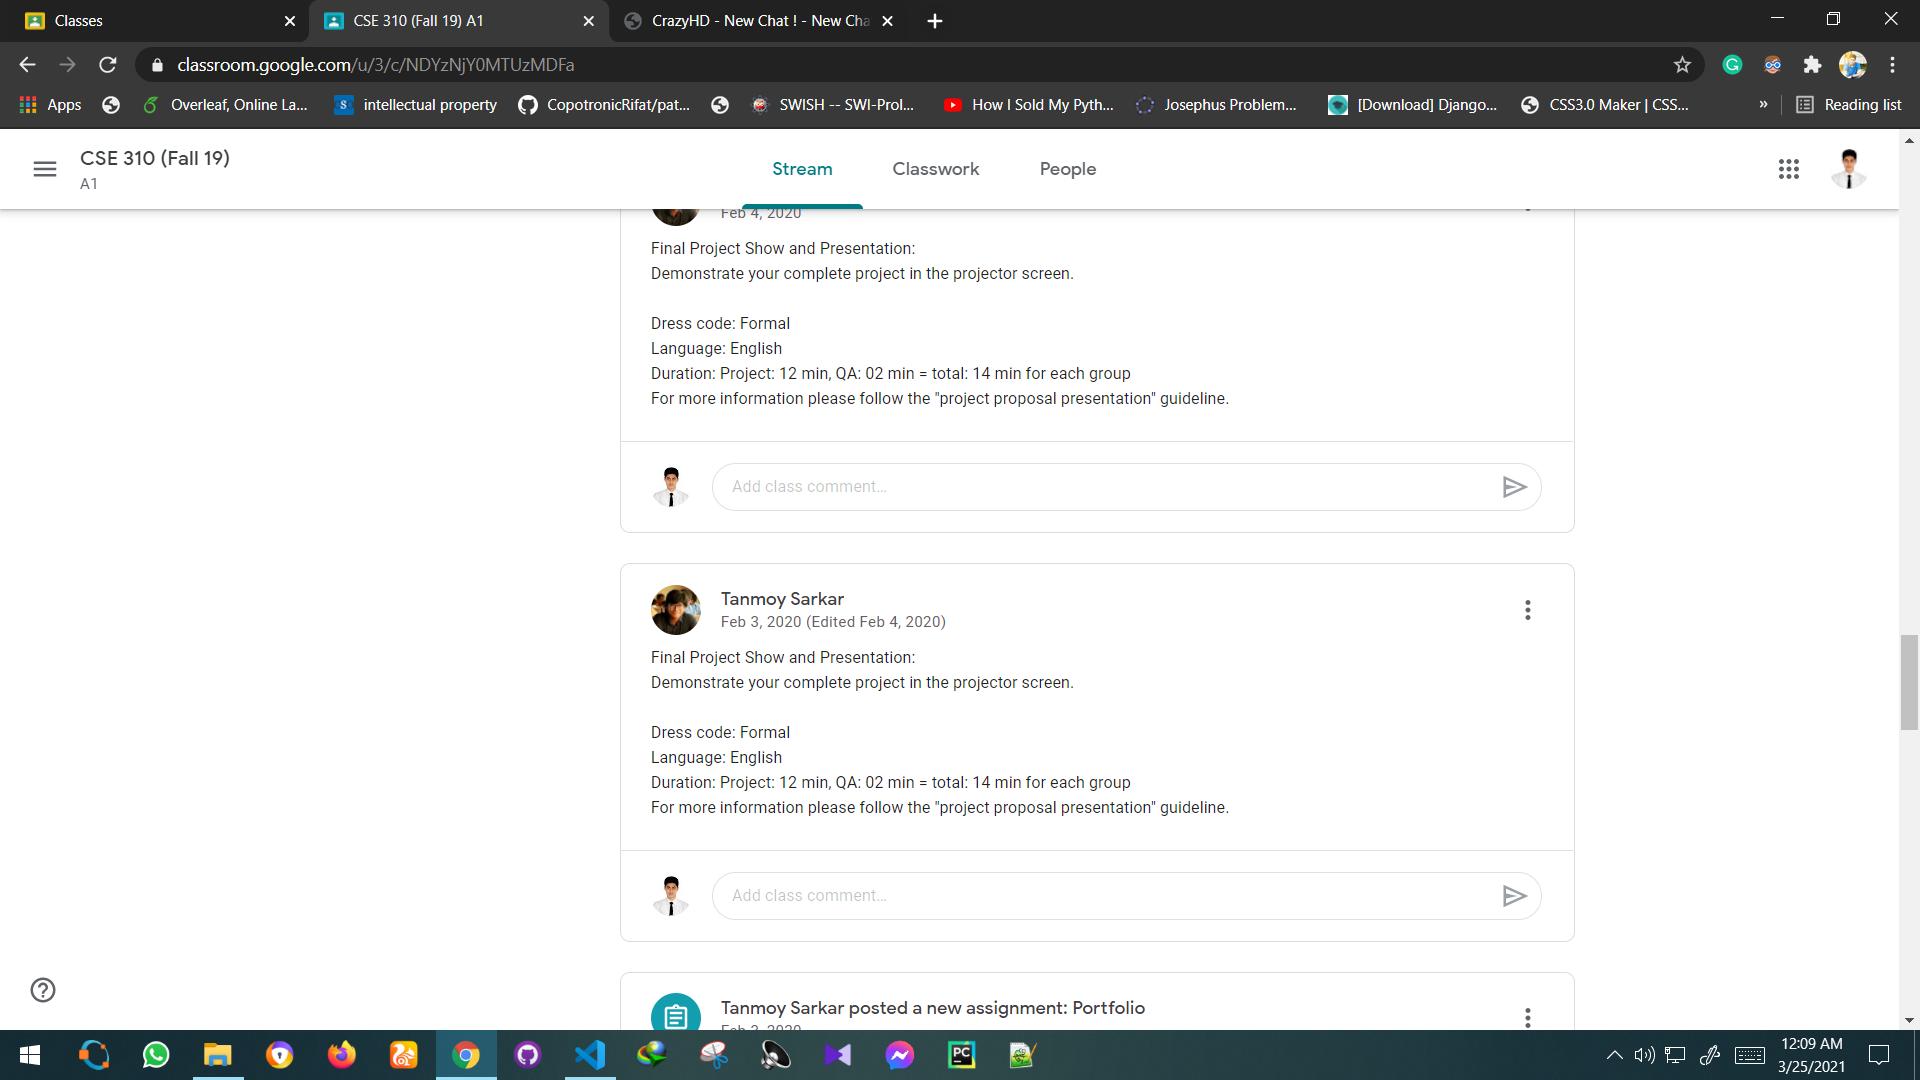 Classes
CSE 310 (Fall 19) A1
CrazyHD - New Chat ! - New Cha
classroom.google.com/u/3/c/NDYzNjY0MTUzMDFa
Apps
Overleaf, Online La...
intellectual property
CopotronicRifat/pat...
SWISH -- SWI-Prol...
How I Sold My Pyth...
Josephus Problem...
[Download] Django...
CSS3.0 Maker | CSS...
»
Reading list
CSE 310 (Fall 19)
A1
Stream
Classwork
People
Feb 4, 2020
Final Project Show and Presentation:
Demonstrate your complete project in the projector screen.
Dress code: Formal
Language: English
Duration: Project: 12 min, QA: 02 min = total: 14 min for each group
For more information please follow the "project proposal presentation" guideline.
Add class comment...
Tanmoy Sarkar
Feb 3, 2020 (Edited Feb 4, 2020)
Final Project Show and Presentation:
Demonstrate your complete project in the projector screen.
Dress code: Formal
Language: English
Duration: Project: 12 min, QA: 02 min = total: 14 min for each group
For more information please follow the "project proposal presentation" guideline.
Add class comment...
Tanmoy Sarkar posted a new assignment: Portfolio
12:09 AM
3/25/2021